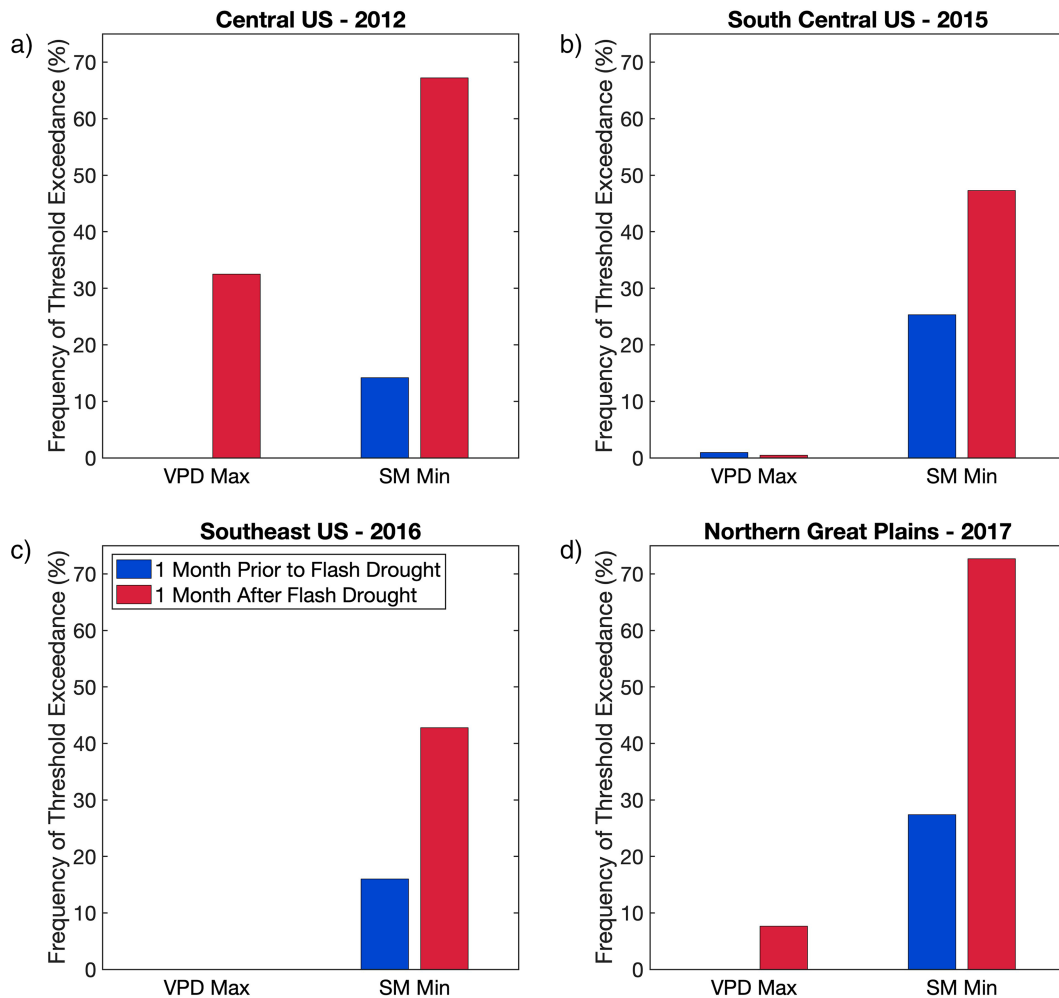 a)
Central US - 2012
Frequency of Threshold Exceedance (%)
70
60
50
40
30
20
10
0
VPD Max
SM Min
b)
South Central US - 2015
Frequency of Threshold Exceedance (%)
70
60
50
40
30
20
10
0
VPD Max
SM Min
c)
Southeast US - 2016
Frequency of Threshold Exceedance (%)
70
60
50
40
30
20
10
0
1 Month Prior to Flash Drought
1 Month After Flash Drought
VPD Max
SM Min
d)
Northern Great Plains - 2017
Frequency of Threshold Exceedance (%)
70
60
50
40
30
20
10
0
VPD Max
SM Min